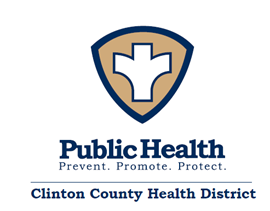 Public Health
Prevent. Promote. Protect.
Clinton County Health District